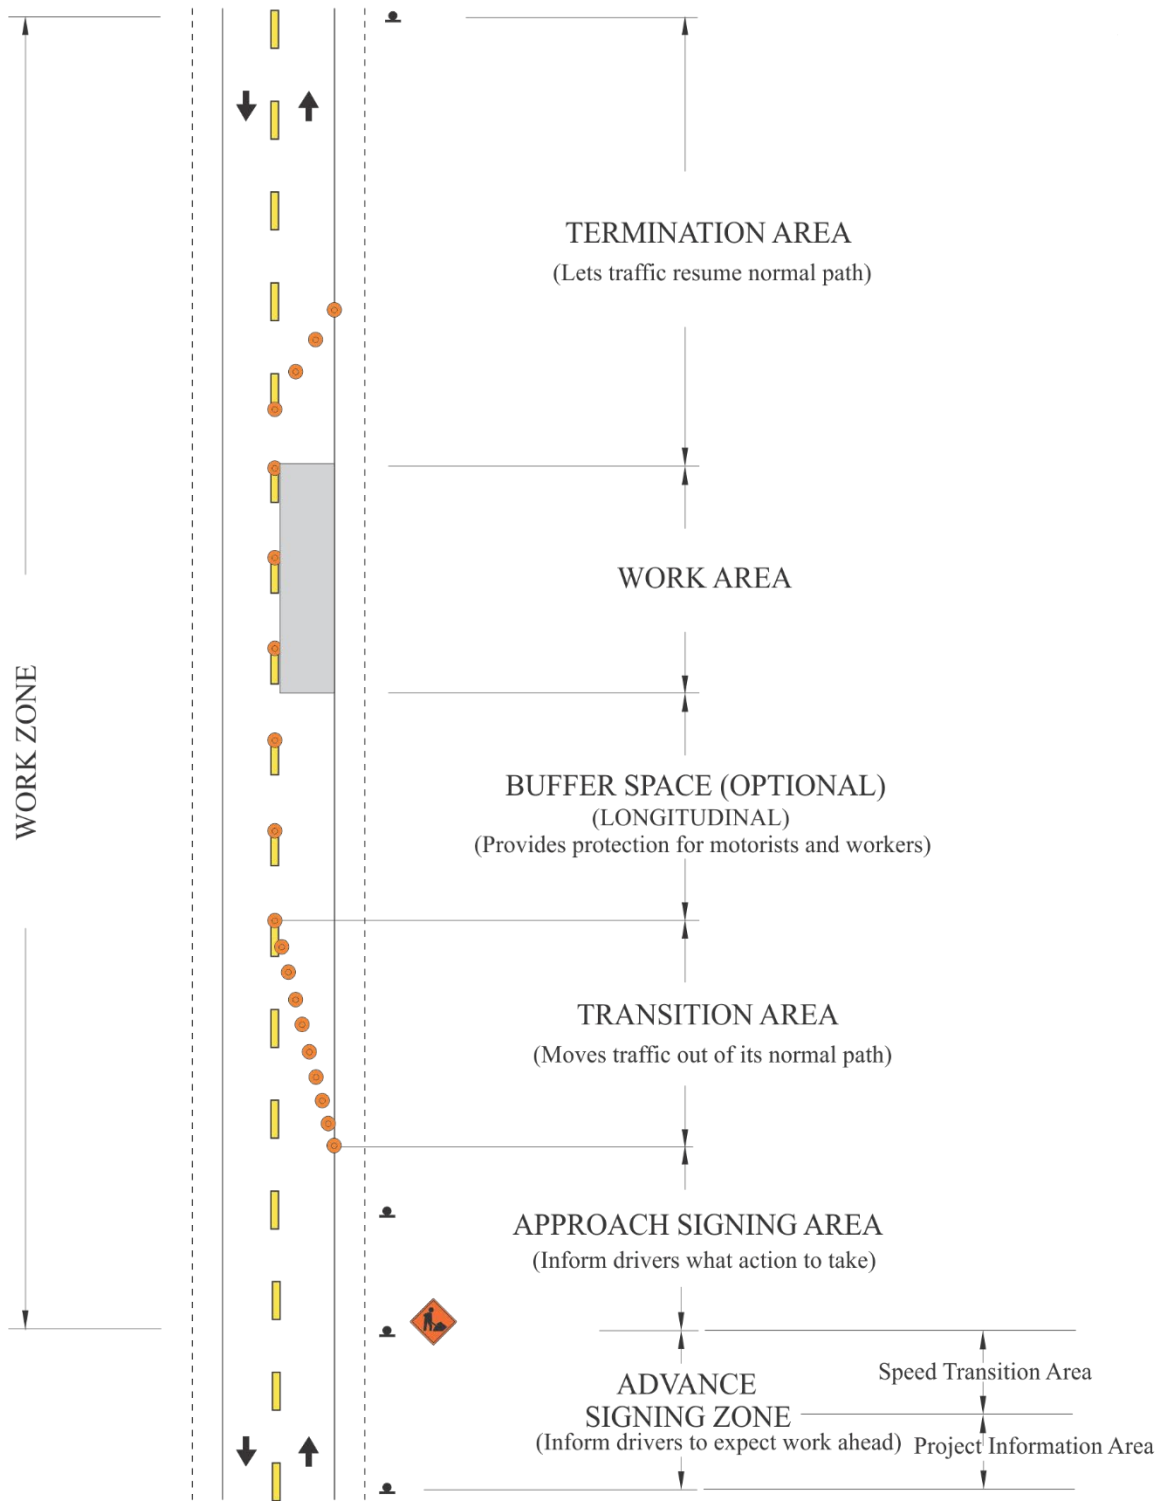 TERMINATION AREA
(Lets traffic resume normal path)
WORK AREA
WORK ZONE
BUFFER SPACE (OPTIONAL)
(LONGITUDINAL)
(Provides protection for motorists and workers)
TRANSITION AREA
(Moves traffic out of its normal path)
APPROACH SIGNING AREA
(Inform drivers what action to take)
ADVANCE
SIGNING ZONE
(Inform drivers to expect work ahead)
Speed Transition Area
Project Information Area